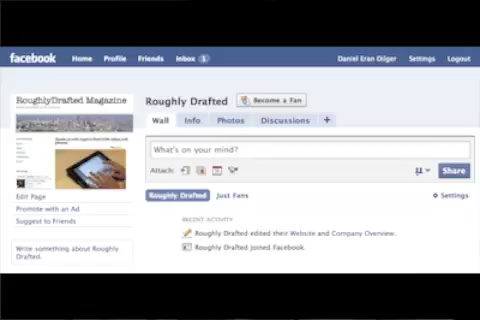 facebook Home Profile Friends Inbox 1 Daniel Eran Dilger Settings Logout
RoughlyDrafted Magazine
Roughly Drafted Become a Fan
Wall Info Photos Discussions +
What's on your mind?
Attach: Share
Roughly Drafted Just Fans Settings
Edit Page
Promote with an Ad
Suggest to Friends
RECENT ACTIVITY
Roughly Drafted edited their Website and Company Overview.
Roughly Drafted joined Facebook.
Write something about Roughly
Drafted.